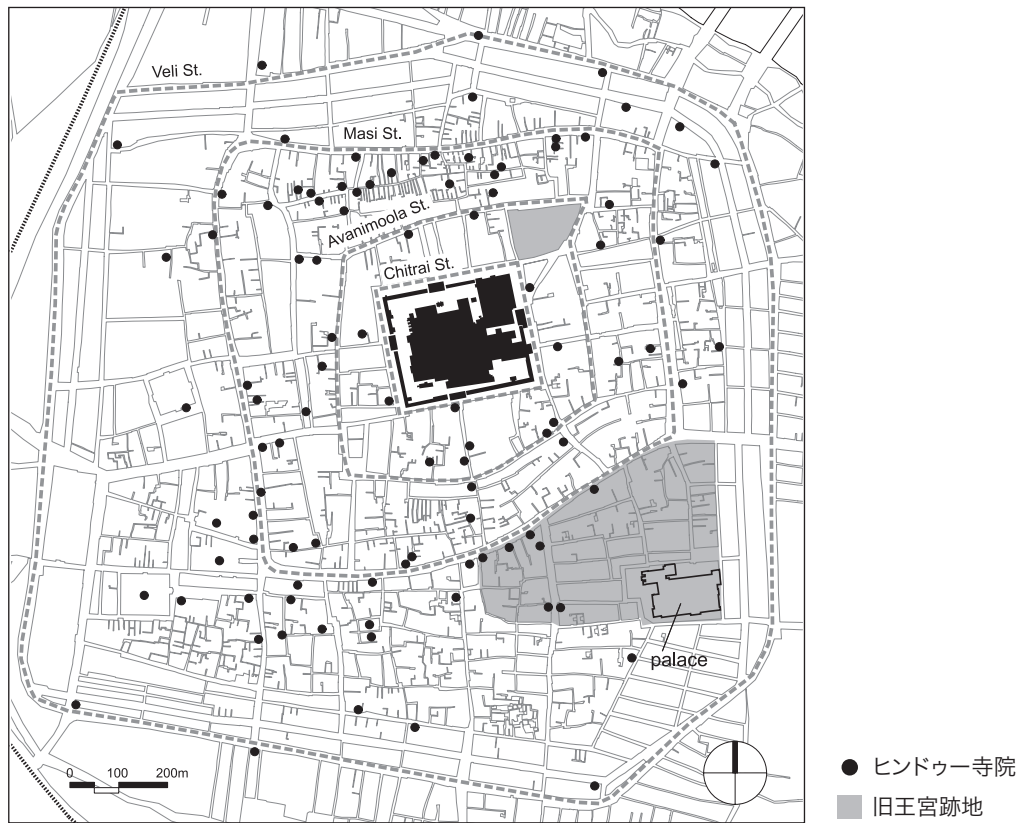 Veli St.
Masi St.
Avanimoola St.
Chitrai St.
palace
0 100 200m
ヒンドゥー寺院
旧王宮跡地